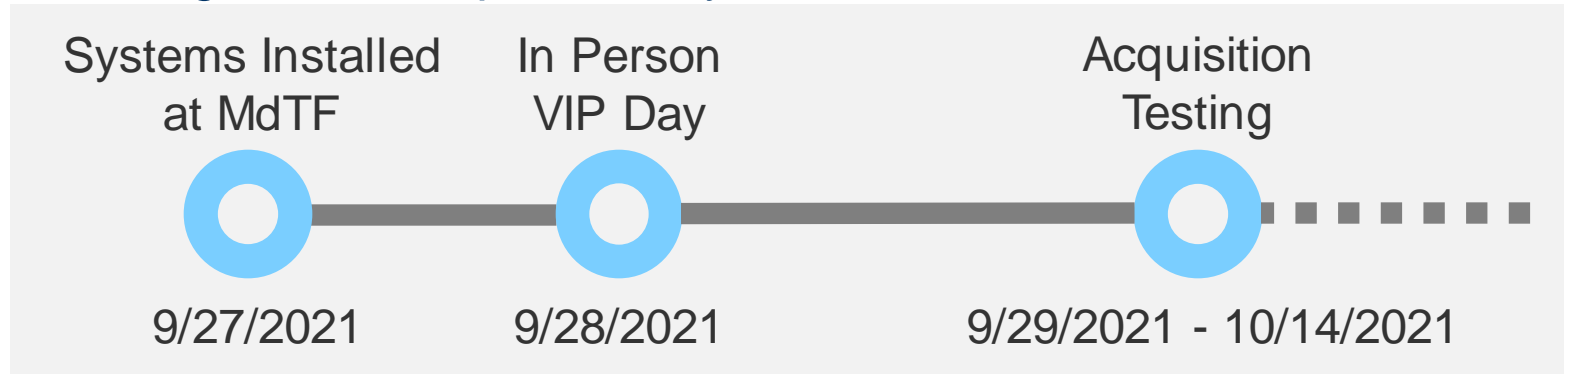 Systems Installed
at MdTF
In Person
VIP Day
Acquisition
Testing
9/27/2021
9/28/2021
9/29/2021 - 10/14/2021